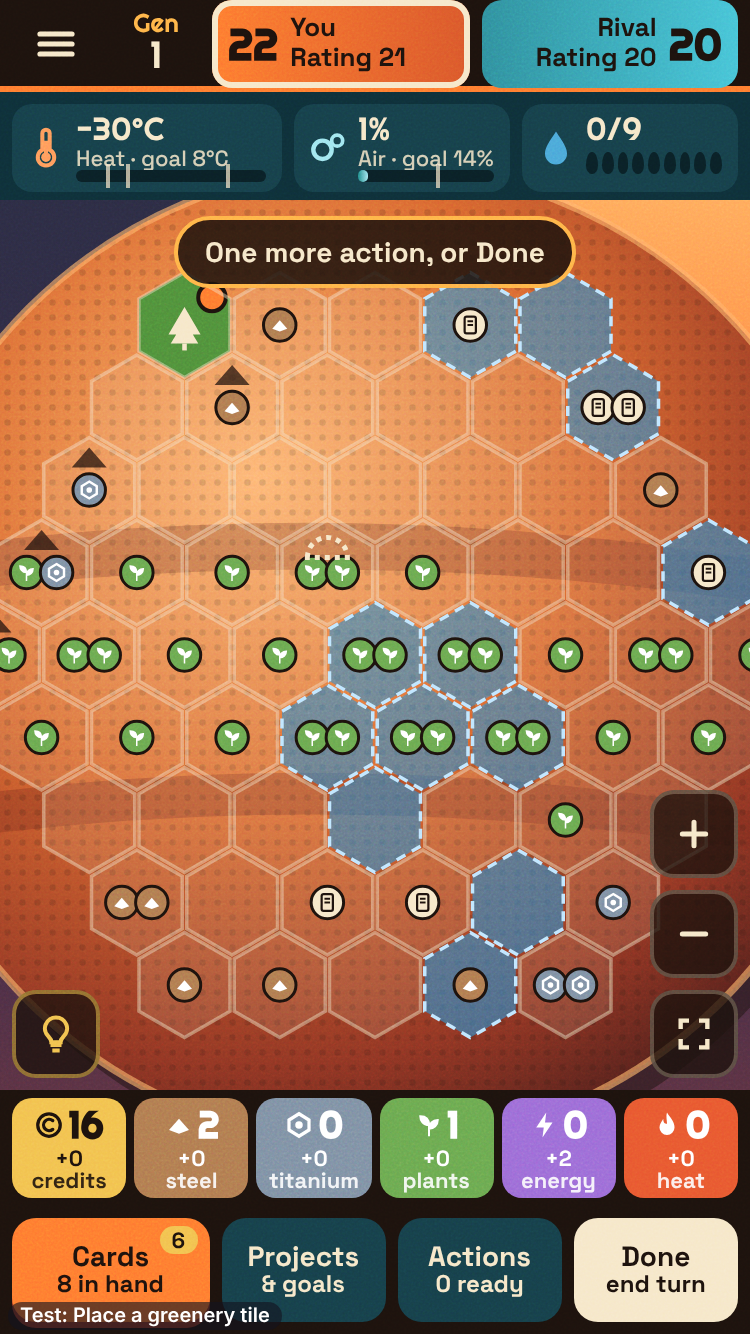 Gen
1
22
You
Rating 21
Rival
Rating 20
20
-30°C
Heat · goal 8°C
1%
Air · goal 14%
0/9
One more action, or Done
16
+0
credits
2
+0
steel
0
+0
titanium
1
+0
plants
0
+2
energy
0
+0
heat
Cards
6
8 in hand
Projects
& goals
Actions
0 ready
Done
end turn
Test: Place a greenery tile